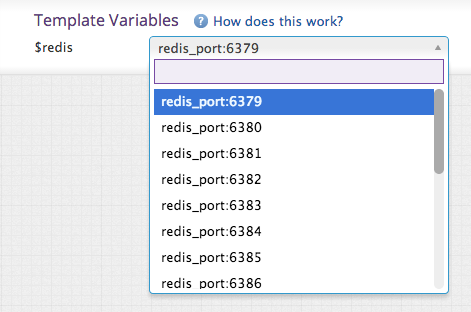 Template Variables ? How does this work?
$redis redis_port:6379
redis_port:6379
redis_port:6380
redis_port:6381
redis_port:6382
redis_port:6383
redis_port:6384
redis_port:6385
redis_port:6386